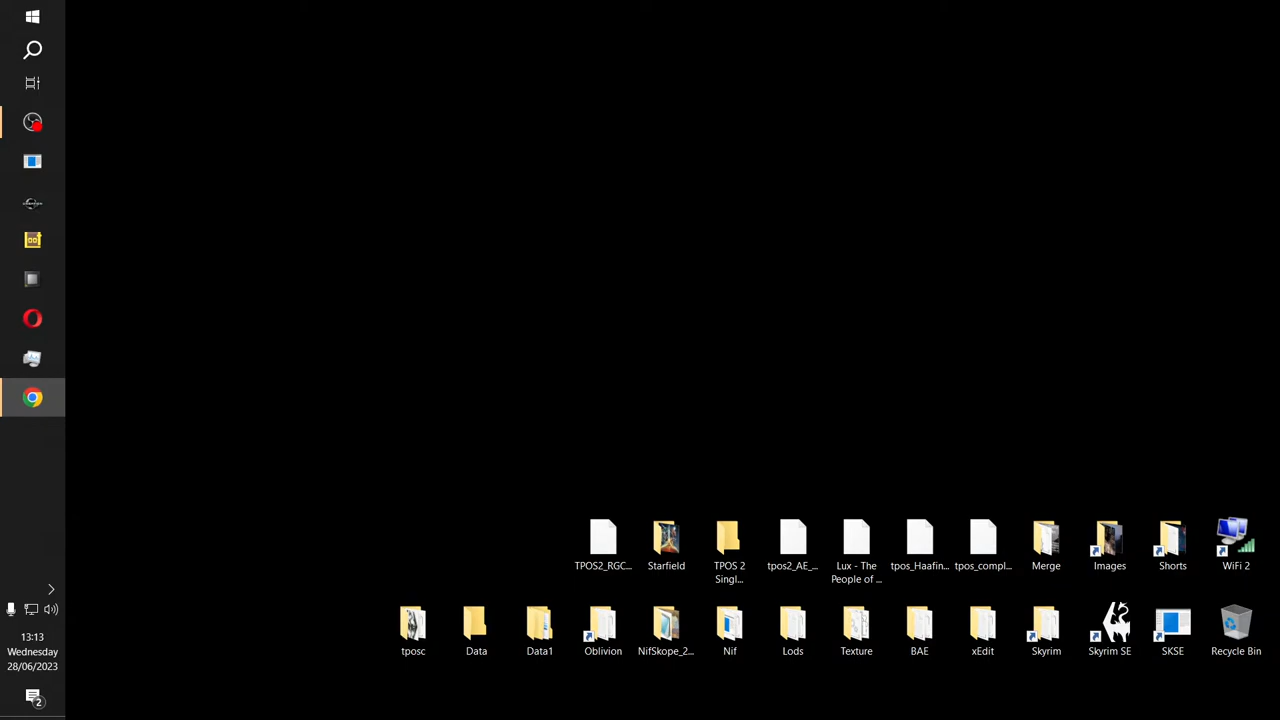 TPOS2_RGC...
Starfield
TPOS 2
Singl...
tpos2_AE_...
Lux - The
People of ...
tpos_Haafin...
tpos_compl...
Merge
Images
Shorts
WiFi 2
tposc
Data
Data1
Oblivion
NifSkope_2...
Nif
Lods
Texture
BAE
xEdit
Skyrim
Skyrim SE
SKSE
Recycle Bin
13:13
Wednesday
28/06/2023
2